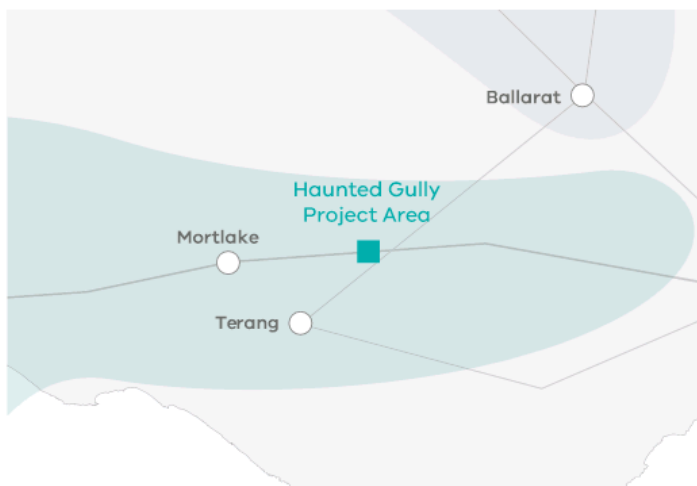 Ballarat
Haunted Gully
Project Area
Mortlake
Terang